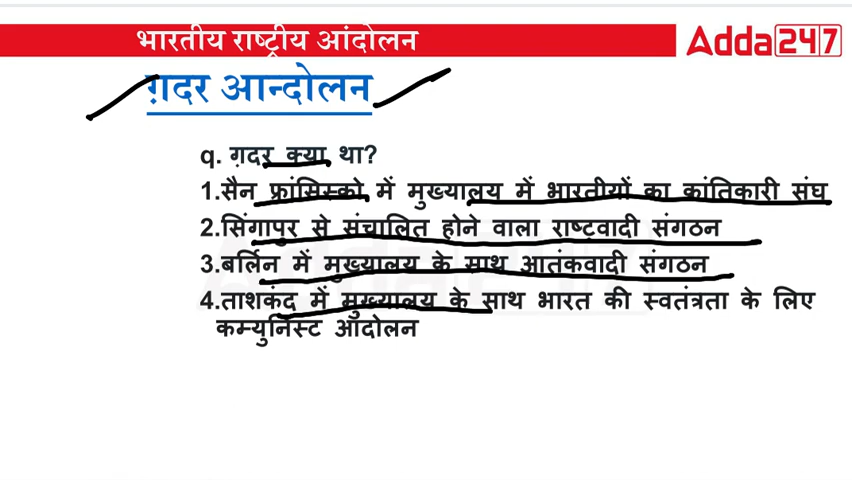 भारतीय राष्ट्रीय आंदोलन
Adda247
ग़दर आन्दोलन
q. ग़दर क्या था?
1.सैन फ्रांसिस्को में मुख्यालय में भारतीयों का क्रांतिकारी संघ
2.सिंगापुर से संचालित होने वाला राष्ट्रवादी संगठन
3.बर्लिन में मुख्यालय के साथ आतंकवादी संगठन
4.ताशकंद में मुख्यालय के साथ भारत की स्वतंत्रता के लिए
कम्युनिस्ट आंदोलन